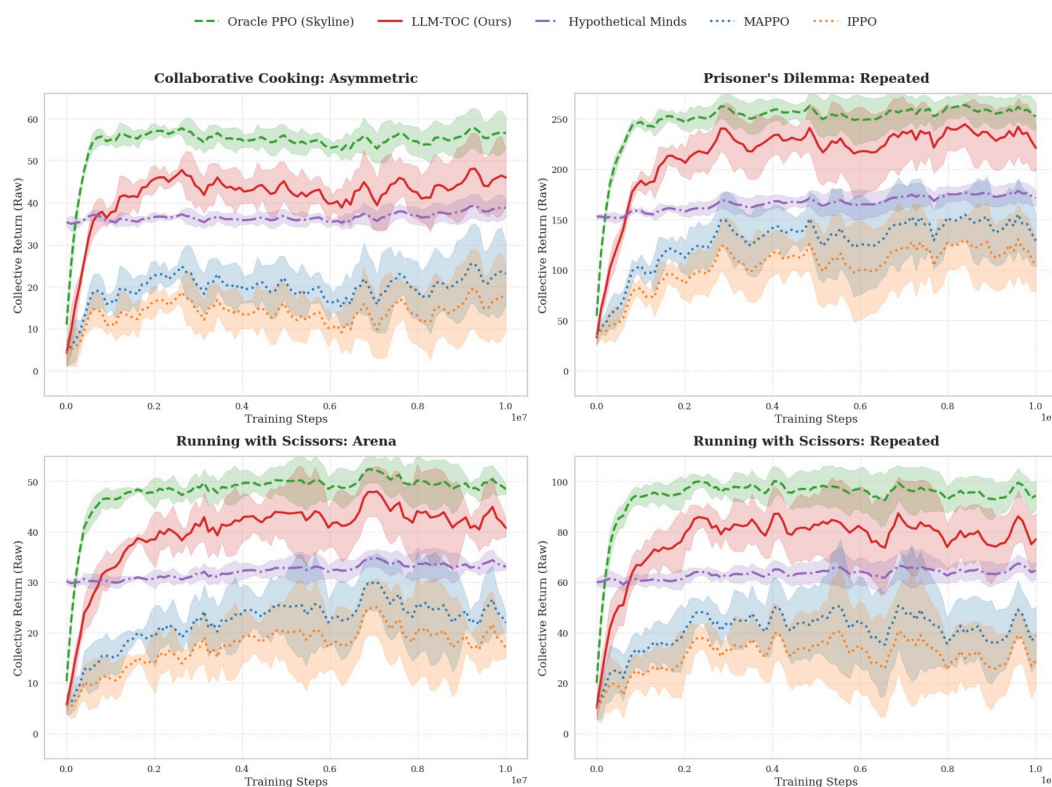 Oracle PPO (Skyline) LLM-TOC (Ours) Hypothetical Minds MAPPO IPPO
Collaborative Cooking: Asymmetric
Collective Return (Raw)
60
50
40
30
20
10
0
0.0 0.2 0.4 0.6 0.8 1.0
Training Steps
1e7
Prisoner's Dilemma: Repeated
Collective Return (Raw)
250
200
150
100
50
0
0.0 0.2 0.4 0.6 0.8 1.0
Training Steps
1e7
Running with Scissors: Arena
Collective Return (Raw)
50
40
30
20
10
0
0.0 0.2 0.4 0.6 0.8 1.0
Training Steps
1e7
Running with Scissors: Repeated
Collective Return (Raw)
100
80
60
40
20
0
0.0 0.2 0.4 0.6 0.8 1.0
Training Steps
1e